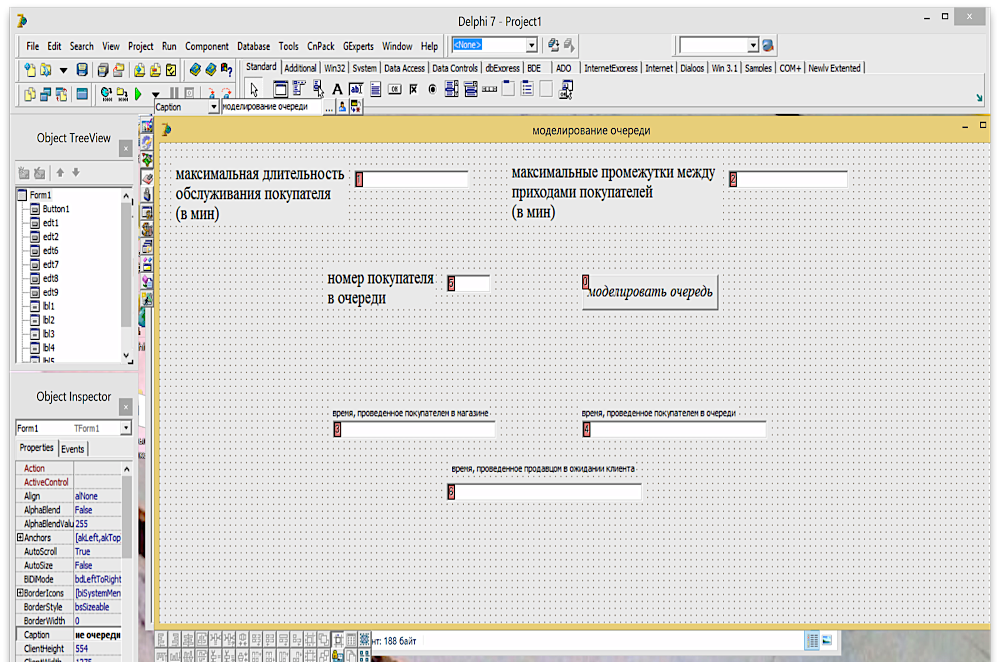 Delphi 7 - Project1
File Edit Search View Project Run Component Database Tools CnPack GExperts Window Help
<None>
Standard Additional Win32 System Data Access Data Controls dbExpress BDE ADO InternetExpress Internet Dialogs Win 3.1 Samples COM+ Newly Extented
Caption моделирование очереди ...
Object TreeView
моделирование очереди
Form1
Button1
edt1
edt2
edt6
edt7
edt8
edt9
lbl1
lbl2
lbl3
lbl4
lbl5
максимальная длительность
обслуживания покупателя
(в мин)
1
максимальные промежутки между
приходами покупателей
(в мин)
2
номер покупателя
в очереди
5
0
моделировать очередь
время, проведенное покупателем в магазине
3
время, проведенное покупателем в очереди
4
время, проведенное продавцом в ожидании клиента
6
Object Inspector
Form1 TForm1
Properties Events
Action
ActiveControl
Align alNone
AlphaBlend False
AlphaBlendValu 255
Anchors [akLeft,akTop
AutoScroll True
AutoSize False
BiDiMode bdLeftToRight
BorderIcons [biSystemMen
BorderStyle bsSizeable
BorderWidth 0
Caption ие очереди
ClientHeight 554
ClientWidth 1275
нт: 188 байт